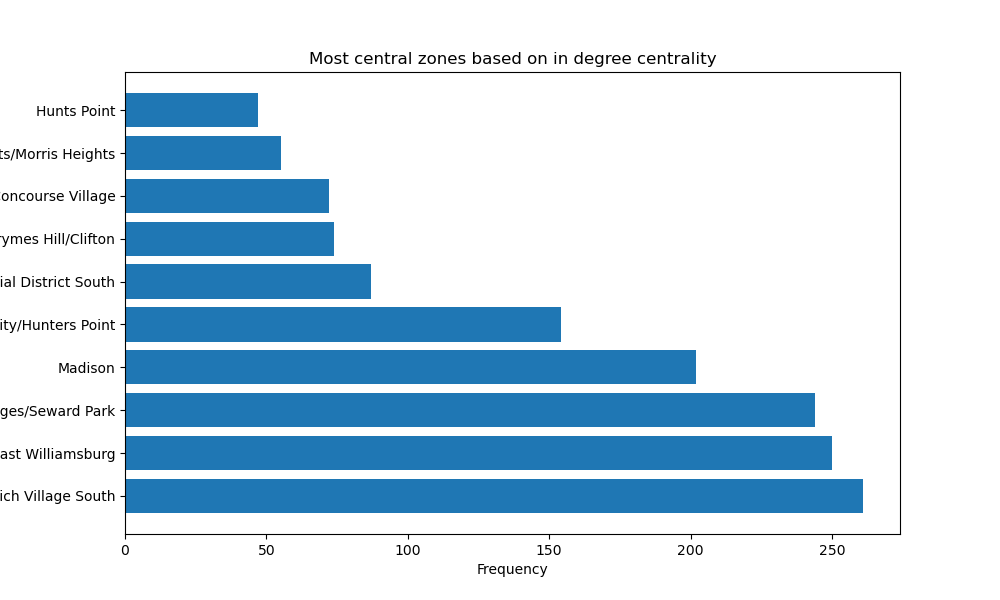 Most central zones based on in degree centrality
Hunts Point
ts/Morris Heights
Concourse Village
rymes Hill/Clifton
ial District South
ity/Hunters Point
Madison
ges/Seward Park
ast Williamsburg
ich Village South
0 50 100 150 200 250
Frequency